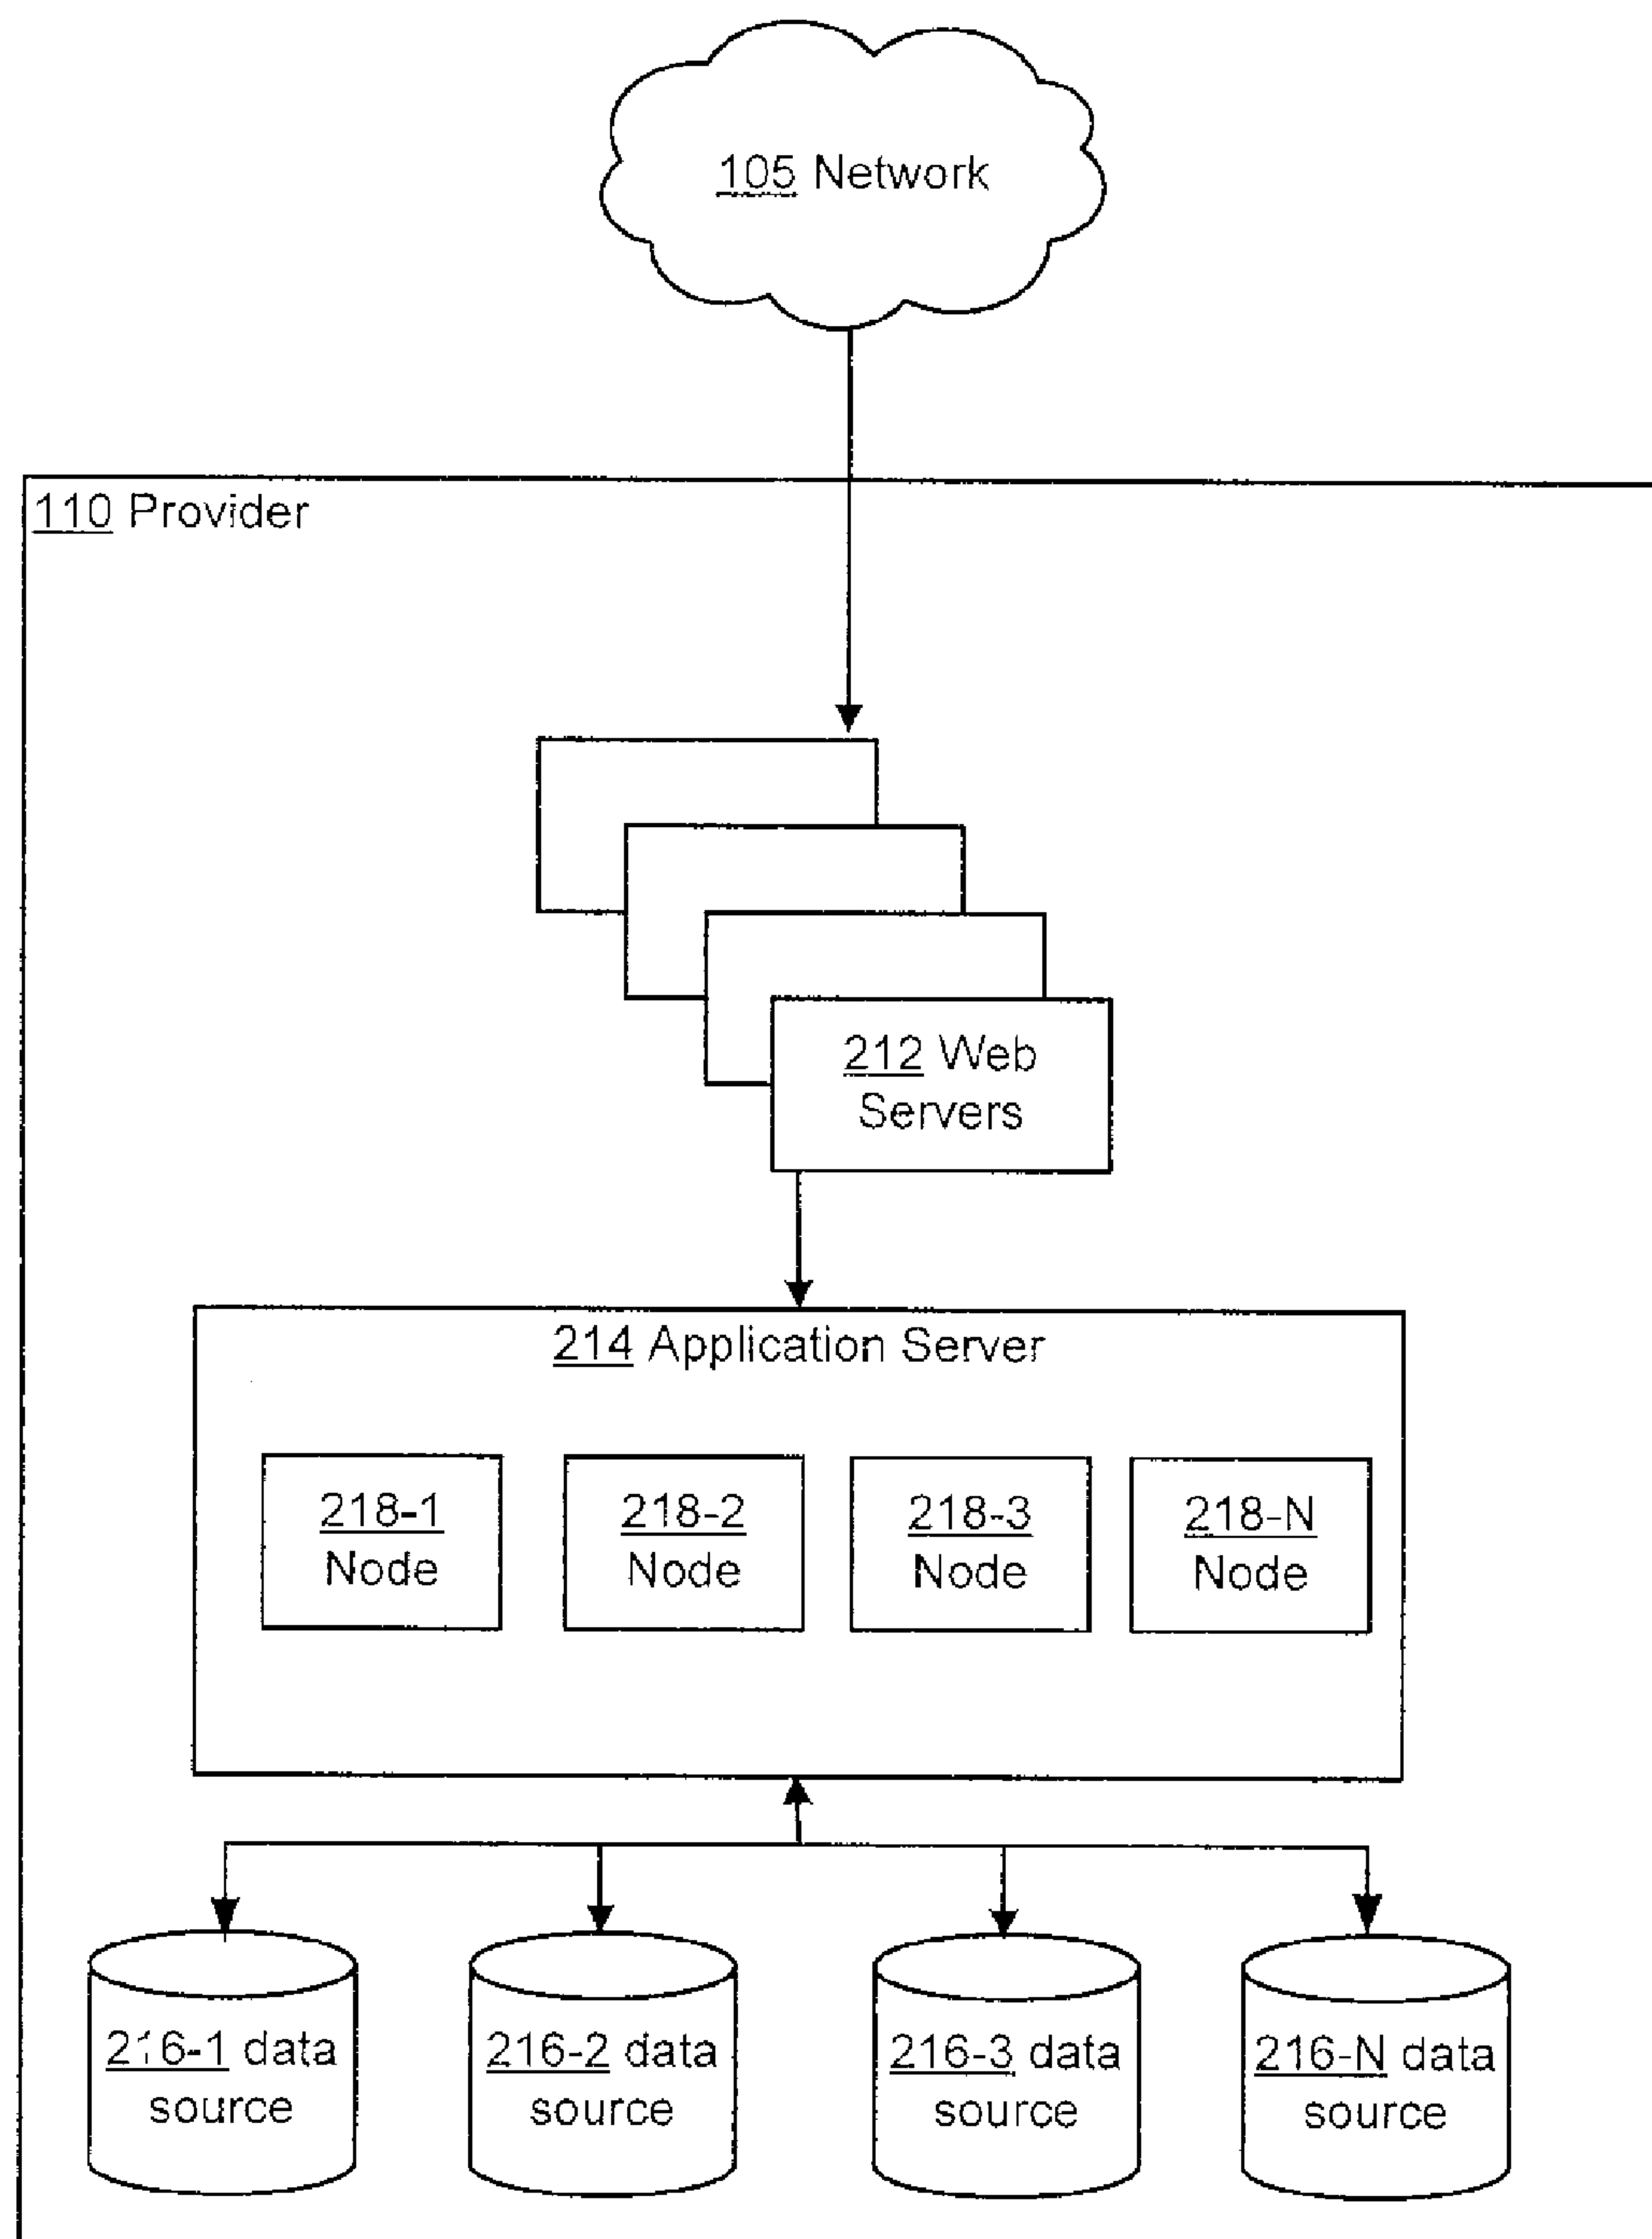 105 Network
110 Provider
212 Web
Servers
214 Application Server
218-1
Node
218-2
Node
218-3
Node
218-N
Node
216-1 data
source
216-2 data
source
216-3 data
source
216-N data
source